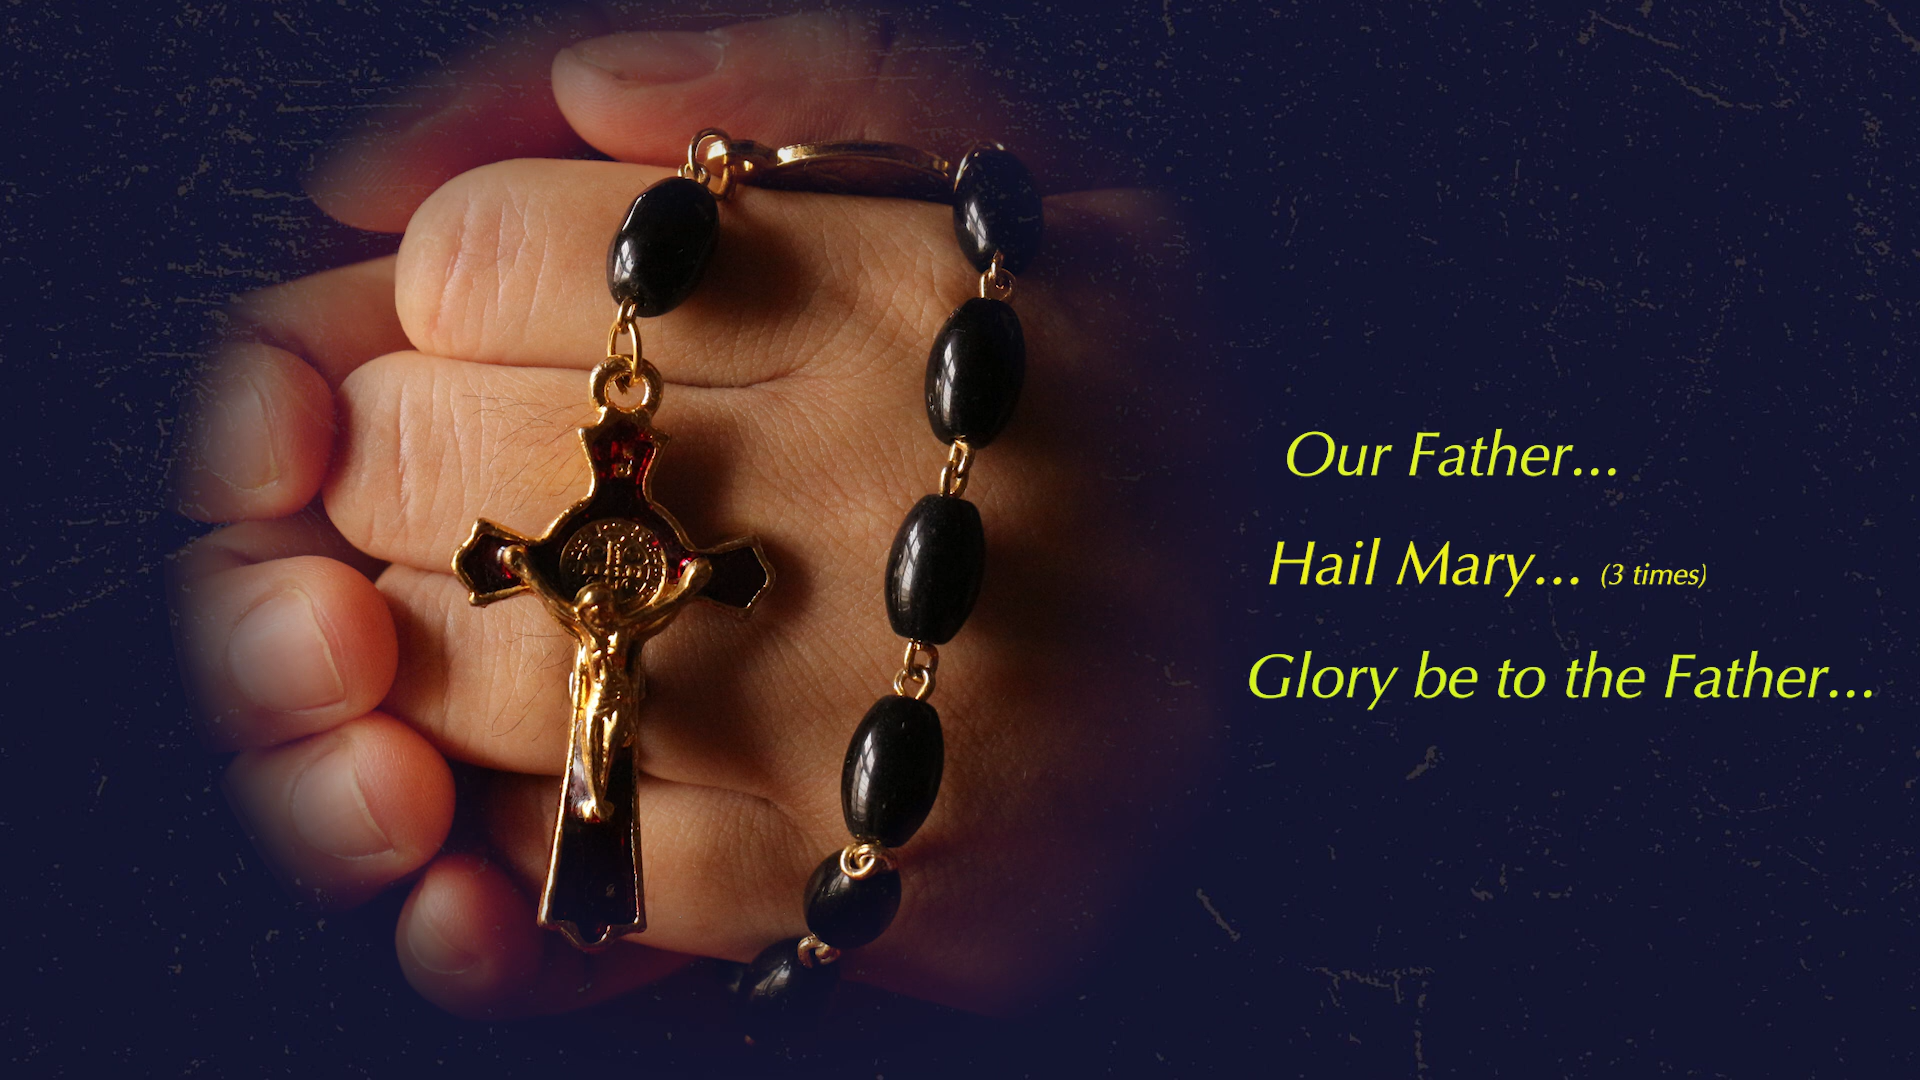 Our Father...
Hail Mary... (3 times)
Glory be to the Father...